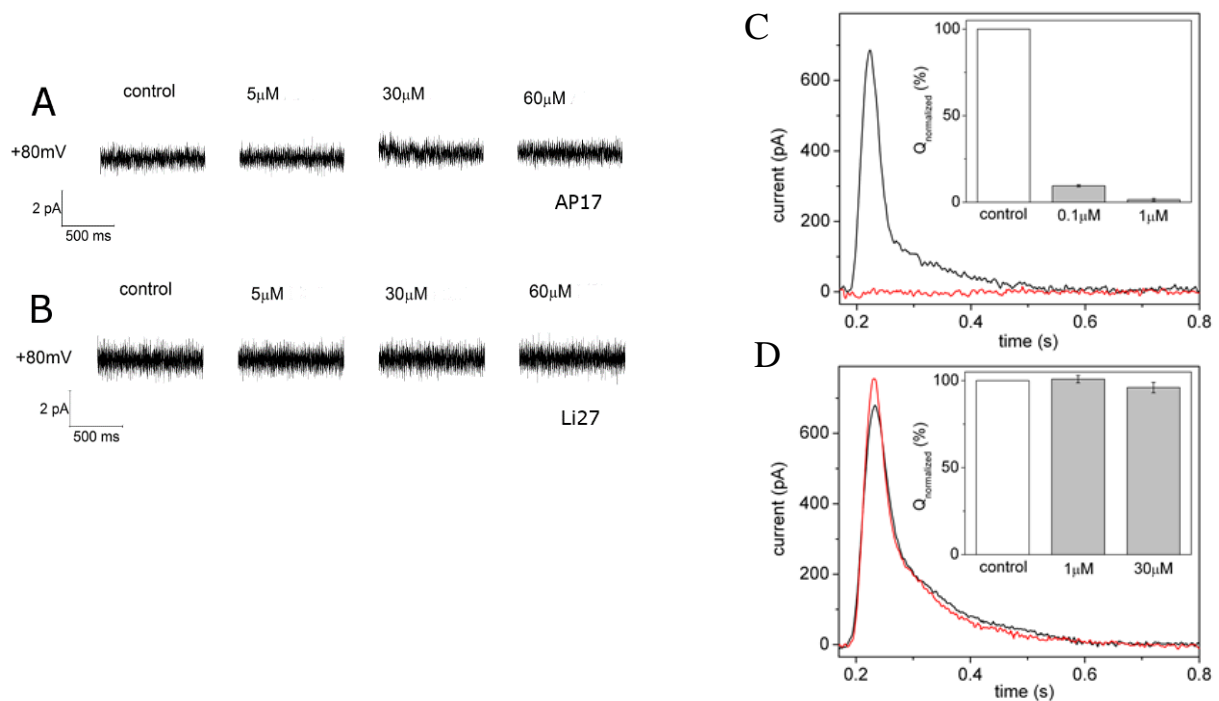 A
control
5μM
30μM
60μM
+80mV
2 pA
500 ms
AP17
B
control
5μM
30μM
60μM
+80mV
2 pA
500 ms
Li27
C
current (pA)
600
400
200
0
0.2
0.4
0.6
0.8
time (s)
Qnormalized (%)
100
50
0
control
0.1μM
1μM
D
current (pA)
600
400
200
0
0.2
0.4
0.6
0.8
time (s)
Qnormalized (%)
100
50
0
control
1μM
30μM